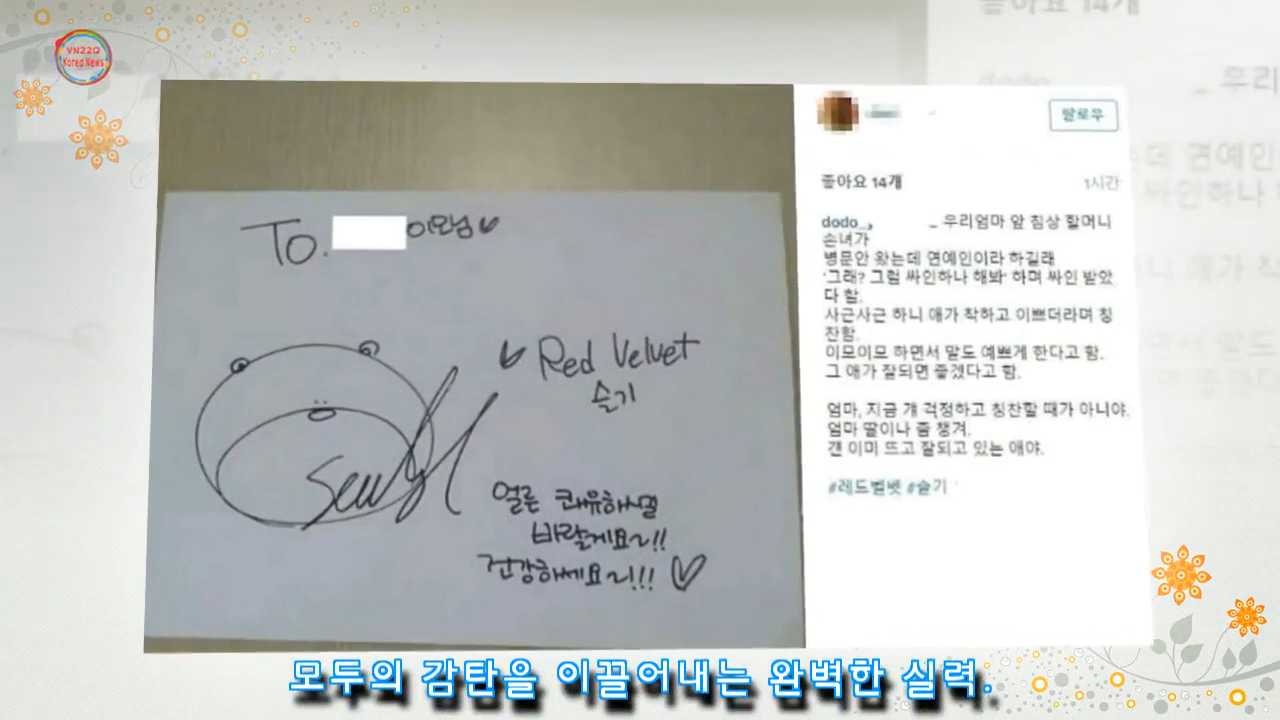 좋아요 14개
VN22Q
Korea News
팔로우
좋아요 14개
1시간
To. 이모님♥
♥ Red Velvet
슬기
얼른 쾌유하시길
바랄게요~!!
건강하세요~!!! ♡
dodo_, _ 우리엄마 앞 침상 할머니
손녀가
병문안 왔는데 연예인이라 하길래
'그래? 그럼 싸인하나 해봐' 하며 싸인 받았
다 함.
사근사근 하니 애가 착하고 이쁘더라며 칭
찬함.
이모이모 하면서 말도 예쁘게 한다고 함.
그 애가 잘되면 좋겠다고 함.
엄마, 지금 걔 걱정하고 칭찬할 때가 아니야.
엄마 딸이나 좀 챙겨.
걘 이미 뜨고 잘되고 있는 애야.
#레드벨벳 #슬기
모두의 감탄을 이끌어내는 완벽한 실력.